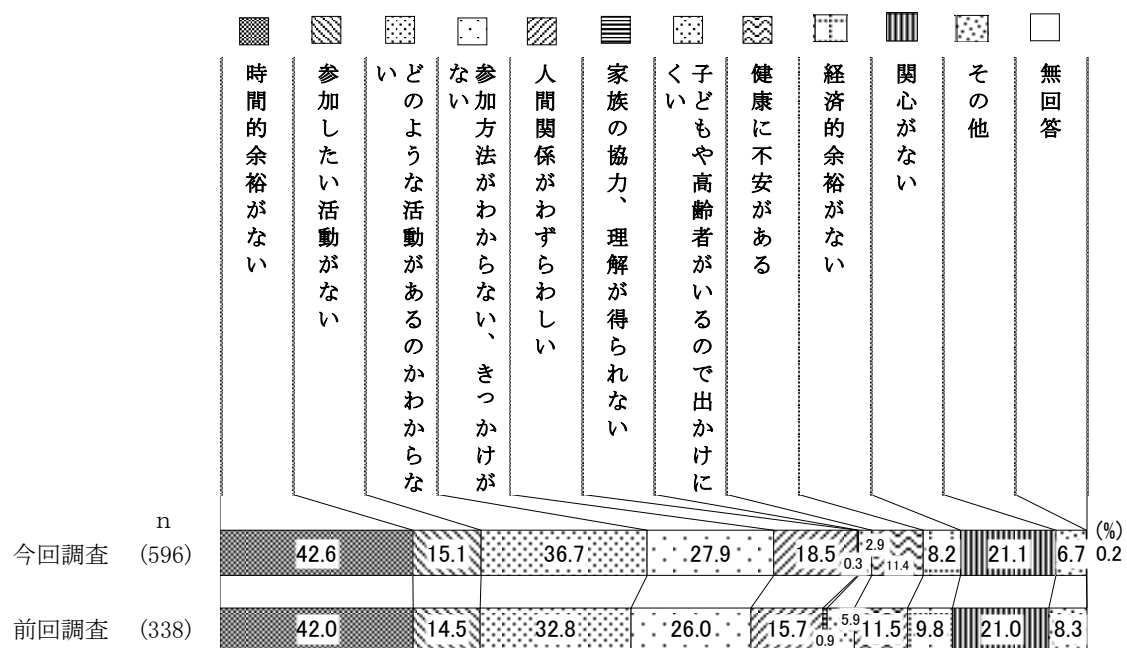 時間的余裕がない
参加したい活動がない
どのような活動があるのかわからな
い
参加方法がわからない、きっかけが
ない
人間関係がわずらわしい
家族の協力、理解が得られない
子どもや高齢者がいるので出かけに
くい
健康に不安がある
経済的余裕がない
関心がない
その他
無回答
n
(%)
今回調査 (596) 42.6 15.1 36.7 27.9 18.5 0.3 2.9 11.4 8.2 21.1 6.7 0.2
前回調査 (338) 42.0 14.5 32.8 26.0 15.7 0.9 5.9 11.5 9.8 21.0 8.3